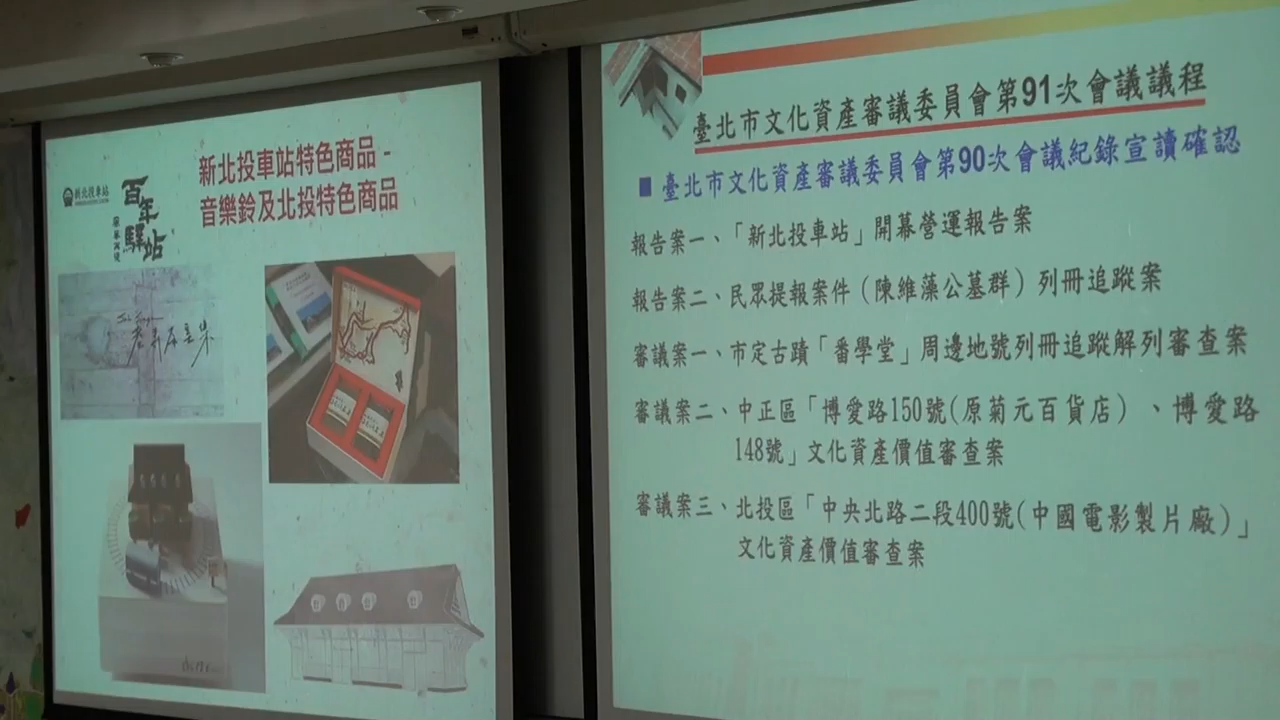 新北投車站
百年驛站
新北投車站特色商品-
音樂鈴及北投特色商品
臺北市文化資產審議委員會第91次會議議程
■ 臺北市文化資產審議委員會第90次會議紀錄宣讀確認
報告案一、「新北投車站」開幕營運報告案
報告案二、民眾提報案件(陳維藻公墓群)列冊追蹤案
審議案一、市定古蹟「番學堂」周邊地號列冊追蹤解列審查案
審議案二、中正區「博愛路150號(原菊元百貨店)、博愛路
148號」文化資產價值審查案
審議案三、北投區「中央北路二段400號(中國電影製片廠)」
文化資產價值審查案